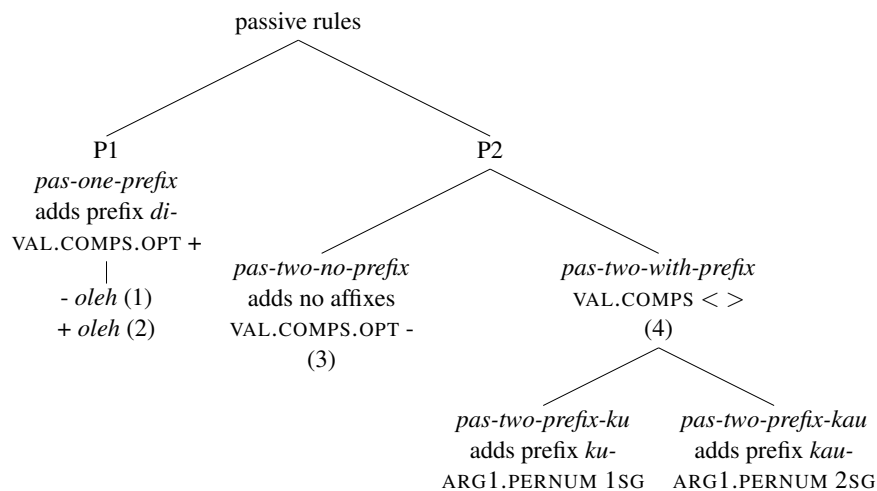 passive rules
P1
pas-one-prefix
adds prefix di-
VAL.COMPS.OPT +
- oleh (1)
+ oleh (2)
P2
pas-two-no-prefix
adds no affixes
VAL.COMPS.OPT -
(3)
pas-two-with-prefix
VAL.COMPS < >
(4)
pas-two-prefix-ku
adds prefix ku-
ARG1.PERNUM 1SG
pas-two-prefix-kau
adds prefix kau-
ARG1.PERNUM 2SG